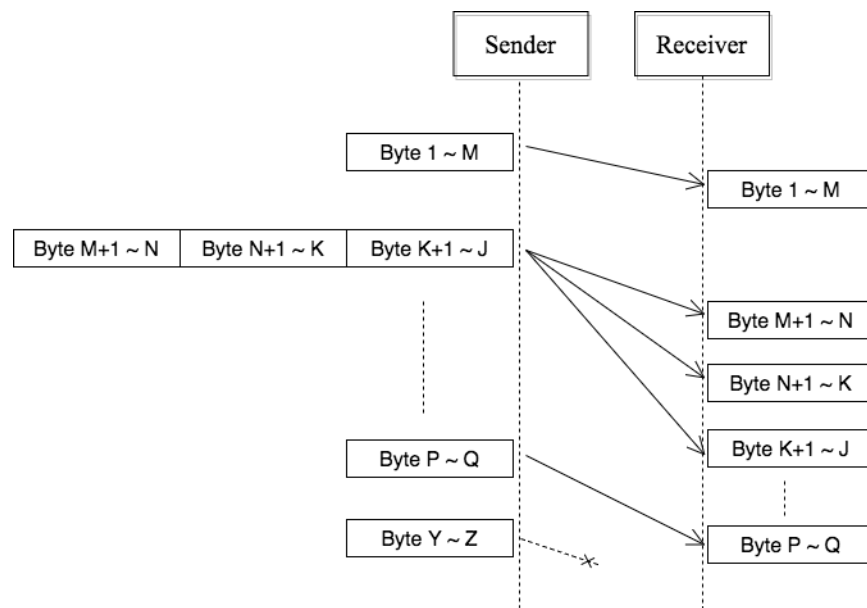 Sender
Receiver
Byte 1 ~ M
Byte 1 ~ M
Byte M+1 ~ N
Byte N+1 ~ K
Byte K+1 ~ J
Byte M+1 ~ N
Byte N+1 ~ K
Byte K+1 ~ J
Byte P ~ Q
Byte Y ~ Z
Byte P ~ Q